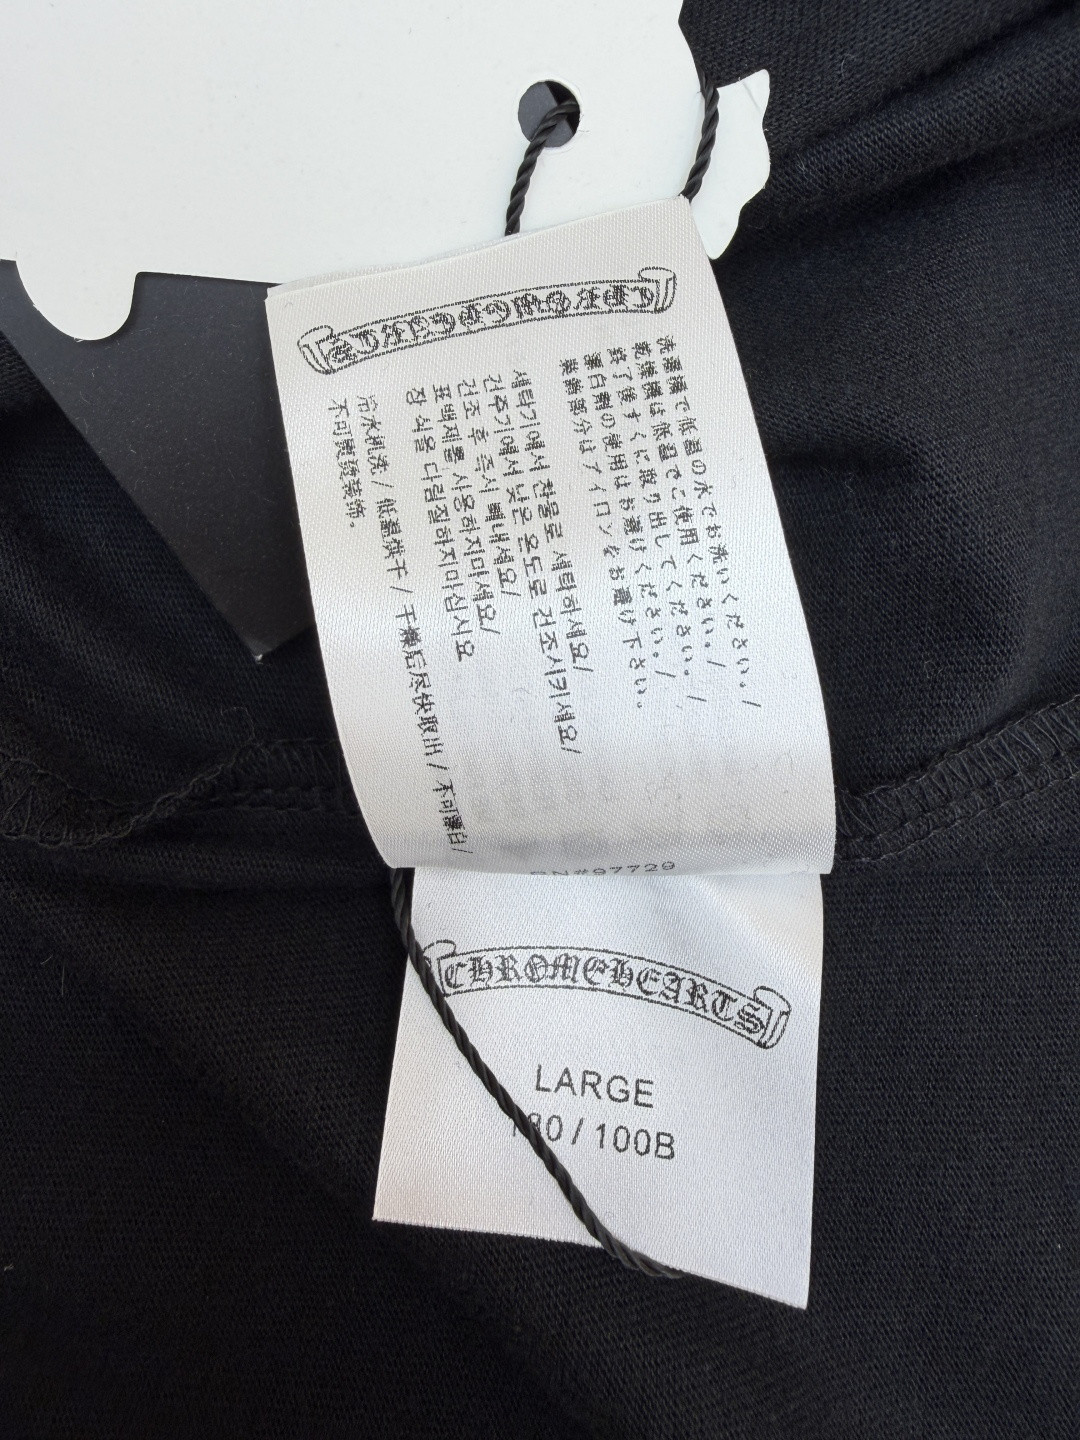 CHROME HEARTS
洗濯機で低温の水でお洗いください。/
乾燥機は低温でご使用ください。/
終了後すぐに取り出してください。/
漂白剤の使用はお避けください。/
装飾部分はアイロンをお避け下さい。
세탁기에서 찬물로 세탁하세요/
건추기에서 낮은 온도로 건조시키세요/
건조 후 즉시 빼내세요/
표백제를 사용하지마세요/
장식을 다림질하지마십시요
冷水机洗 / 低温烘干 / 干燥后尽快取出 / 不可漂白 /
不可熨烫装饰。
RN#97729
CHROME HEARTS
LARGE
180 / 100B